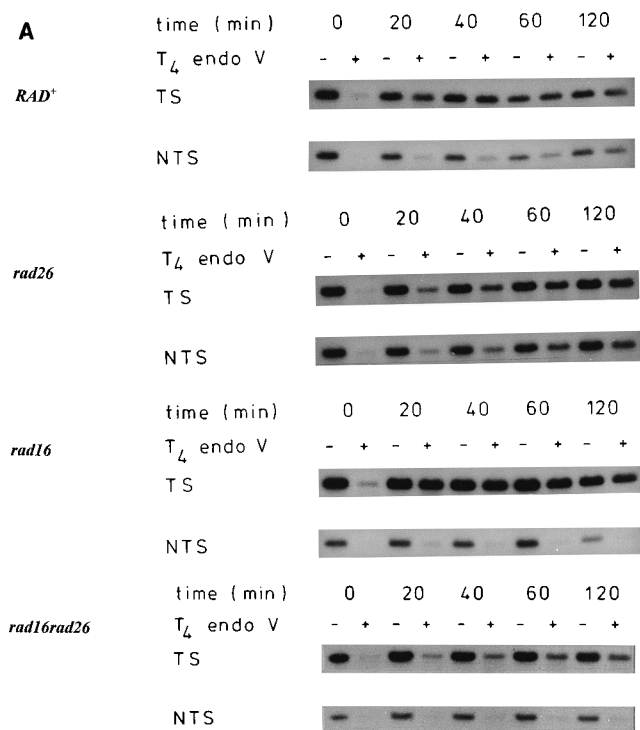 A
time (min) 0 20 40 60 120
T4 endo V - + - + - + - + - +
RAD+ TS
NTS
time (min) 0 20 40 60 120
T4 endo V - + - + - + - + - +
rad26 TS
NTS
time (min) 0 20 40 60 120
rad16 T4 endo V - + - + - + - + - +
TS
NTS
time (min) 0 20 40 60 120
rad16rad26 T4 endo V - + - + - + - + - +
TS
NTS